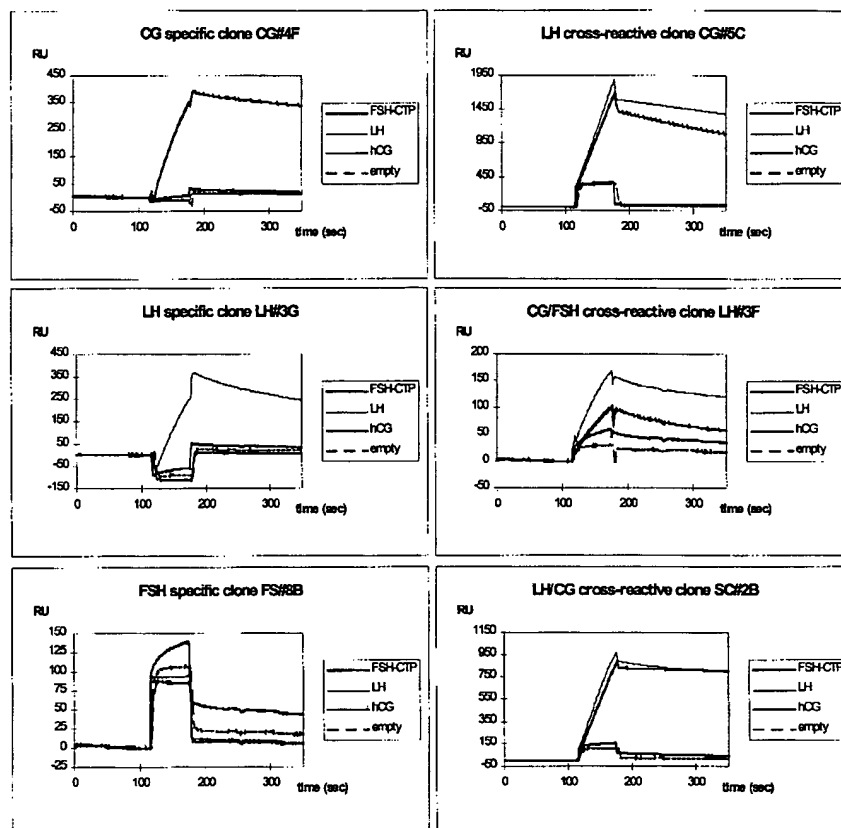 CG specific clone CG#4F
RU
450
350
250
150
50
-50
0
100
200
300
time (sec)
FSH-CTP
LH
hCG
empty
LH cross-reactive clone CG#5C
RU
1950
1450
950
450
-50
0
100
200
300
time (sec)
FSH-CTP
LH
hCG
empty
LH specific clone LH#3G
RU
450
350
250
150
50
-50
-150
0
100
200
300
time (sec)
FSH-CTP
LH
hCG
empty
CG/FSH cross-reactive clone LH#3F
RU
200
150
100
50
0
-50
0
100
200
300
time (sec)
FSH-CTP
LH
hCG
empty
FSH specific clone FS#8B
RU
150
125
100
75
50
25
0
-25
0
100
200
300
time (sec)
FSH-CTP
LH
hCG
empty
LH/CG cross-reactive clone SC#2B
RU
1150
950
750
550
350
150
-50
0
100
200
300
time (sec)
FSH-CTP
LH
hCG
empty